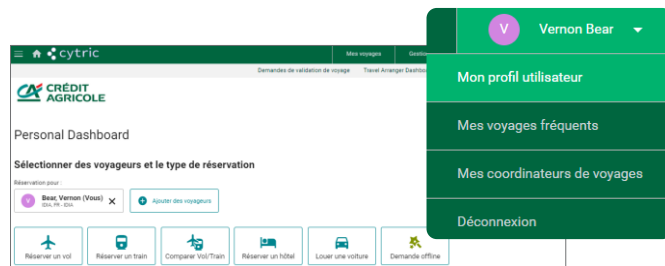 V Vernon Bear
cytric
Mes voyages
Demandes de validation de voyage Travel Arranger
CRÉDIT
AGRICOLE
Mon profil utilisateur
Mes voyages fréquents
Mes coordinateurs de voyages
Déconnexion
Personal Dashboard
Sélectionner des voyageurs et le type de réservation
Réservation pour :
V Bear, Vernon (Vous)
Ajouter des voyageurs
Réserver un vol
Réserver un train
Comparer Vol/Train
Réserver un hôtel
Louer une voiture
Demande offline